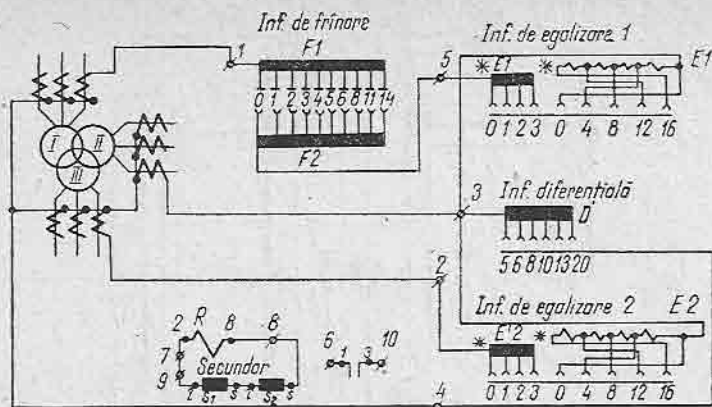 Inf. de frînare
F1
0 1 2 3 4 5 6 8 11 14
F2
1
5
Inf. de egalizare 1
* E1 * E1
0 1 2 3 0 4 8 12 16
I II
III
3
Inf. diferențială
D
5 6 8 10 13 20
2
Inf. de egalizare 2 E2
* E'2 *
0 1 2 3 0 4 8 12 16
4
R
2 8 8
7
9
Secundar
s₁ s s₂ s
6 1 3 10